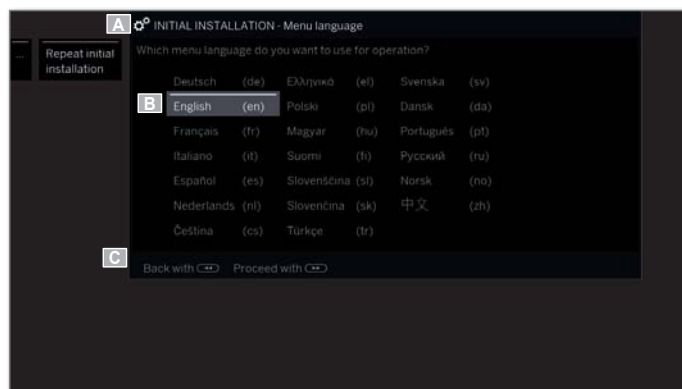 A INITIAL INSTALLATION - Menu language
... Repeat initial installation
Which menu language do you want to use for operation?
Deutsch (de) Ελληνικά (el) Svenska (sv)
B English (en) Polski (pl) Dansk (da)
Français (fr) Magyar (hu) Português (pt)
Italiano (it) Suomi (fi) Русский (ru)
Español (es) Slovenščina (sl) Norsk (no)
Nederlands (nl) Slovenčina (sk) 中文 (zh)
Čeština (cs) Türkçe (tr)
C Back with Proceed with